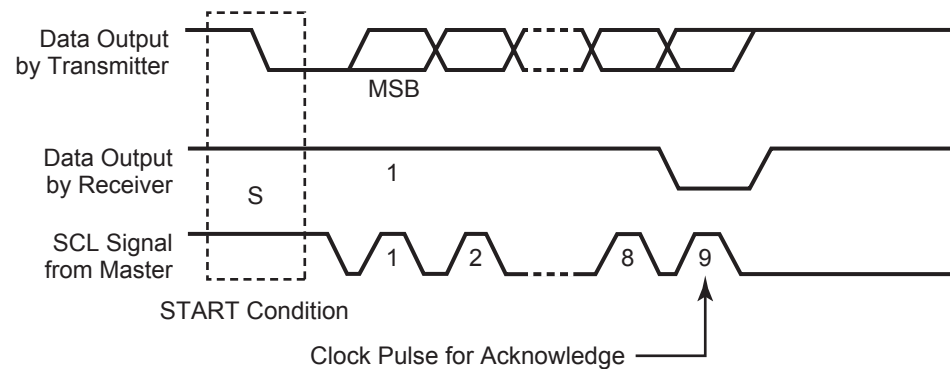 Data Output
by Transmitter
MSB
Data Output
by Receiver
1
S
SCL Signal
from Master
1
2
8
9
START Condition
Clock Pulse for Acknowledge